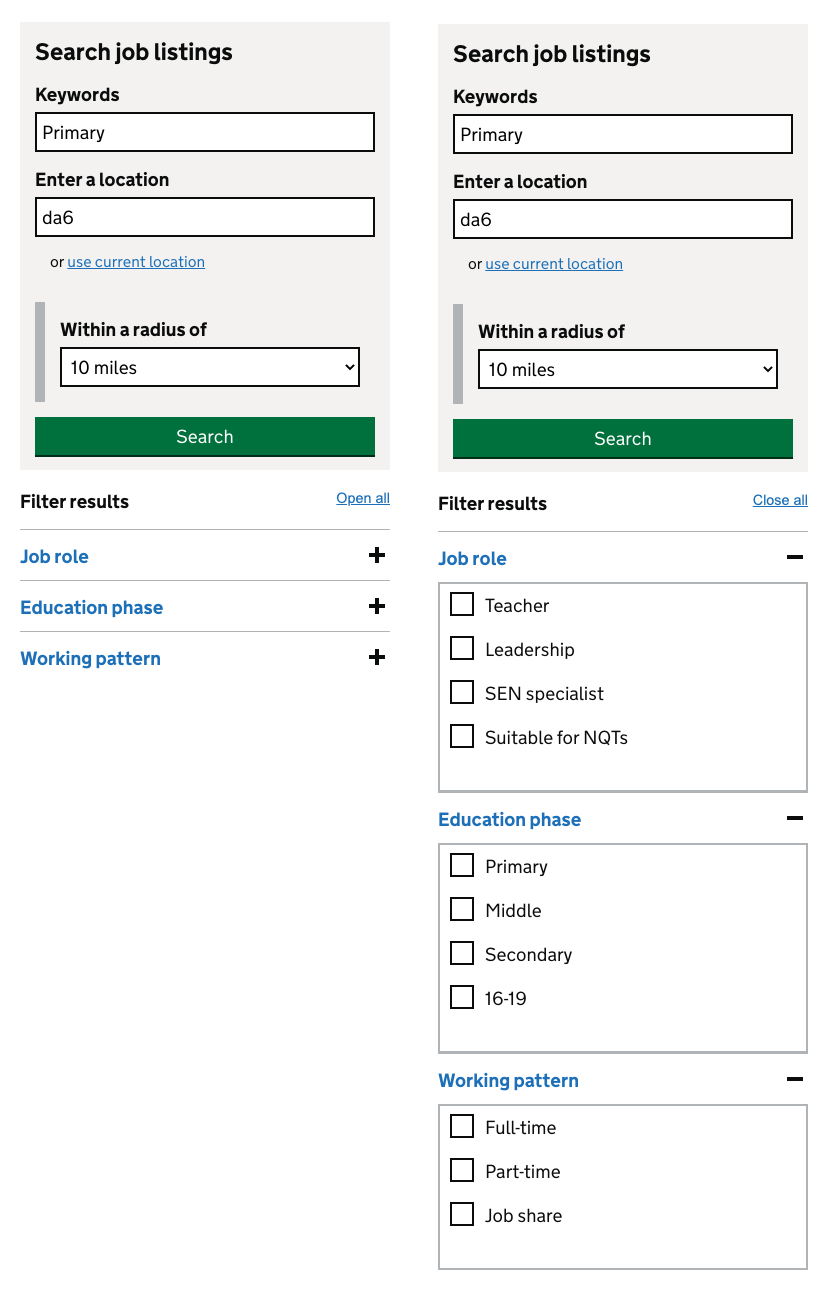 Search job listings
Keywords
Primary
Enter a location
da6
or use current location
Within a radius of
10 miles
Search
Filter results
Open all
Job role
Education phase
Working pattern
Search job listings
Keywords
Primary
Enter a location
da6
or use current location
Within a radius of
10 miles
Search
Filter results
Close all
Job role
Teacher
Leadership
SEN specialist
Suitable for NQTs
Education phase
Primary
Middle
Secondary
16-19
Working pattern
Full-time
Part-time
Job share